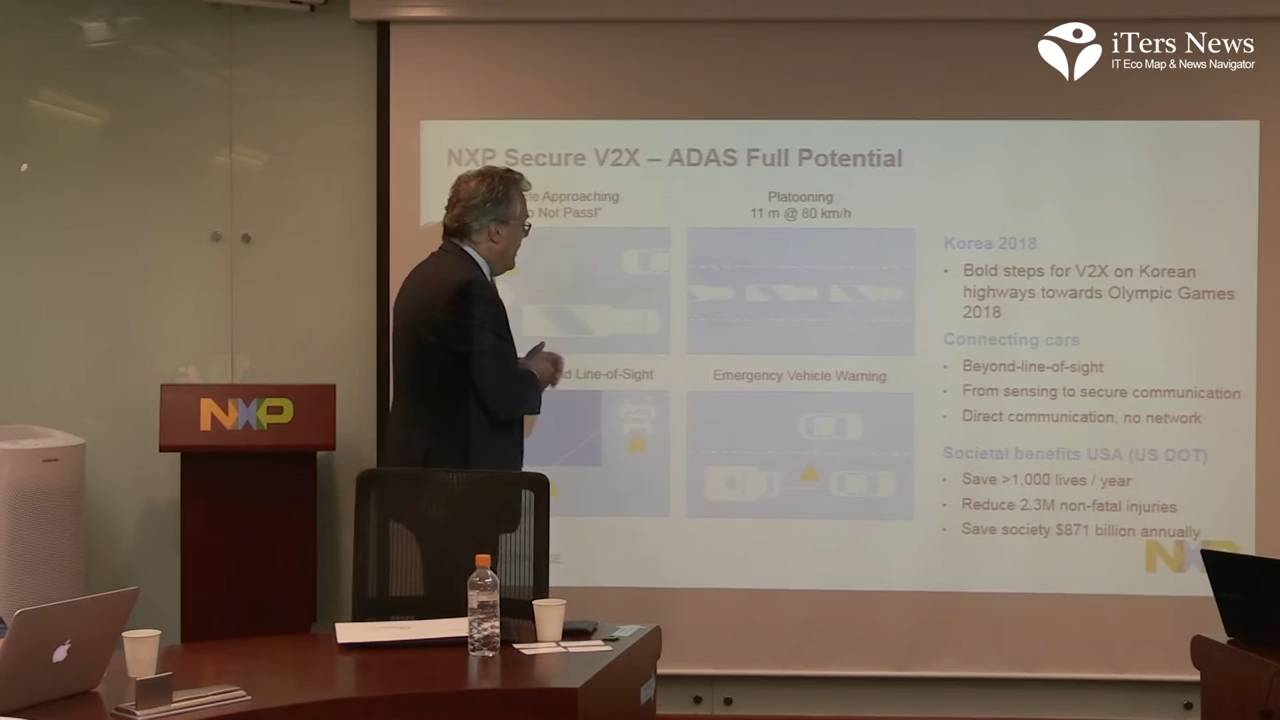 iTers News
IT Eco Map & News Navigator
NXP Secure V2X – ADAS Full Potential
Approaching
Not Pass!"
Platooning
11 m @ 80 km/h
Line-of-Sight
Emergency Vehicle Warning
Korea 2018
• Bold steps for V2X on Korean
highways towards Olympic Games
2018
Connecting cars
• Beyond-line-of-sight
• From sensing to secure communication
• Direct communication, no network
Societal benefits USA (US DOT)
• Save >1,000 lives / year
• Reduce 2.3M non-fatal injuries
• Save society $871 billion annually
NXP
NXP